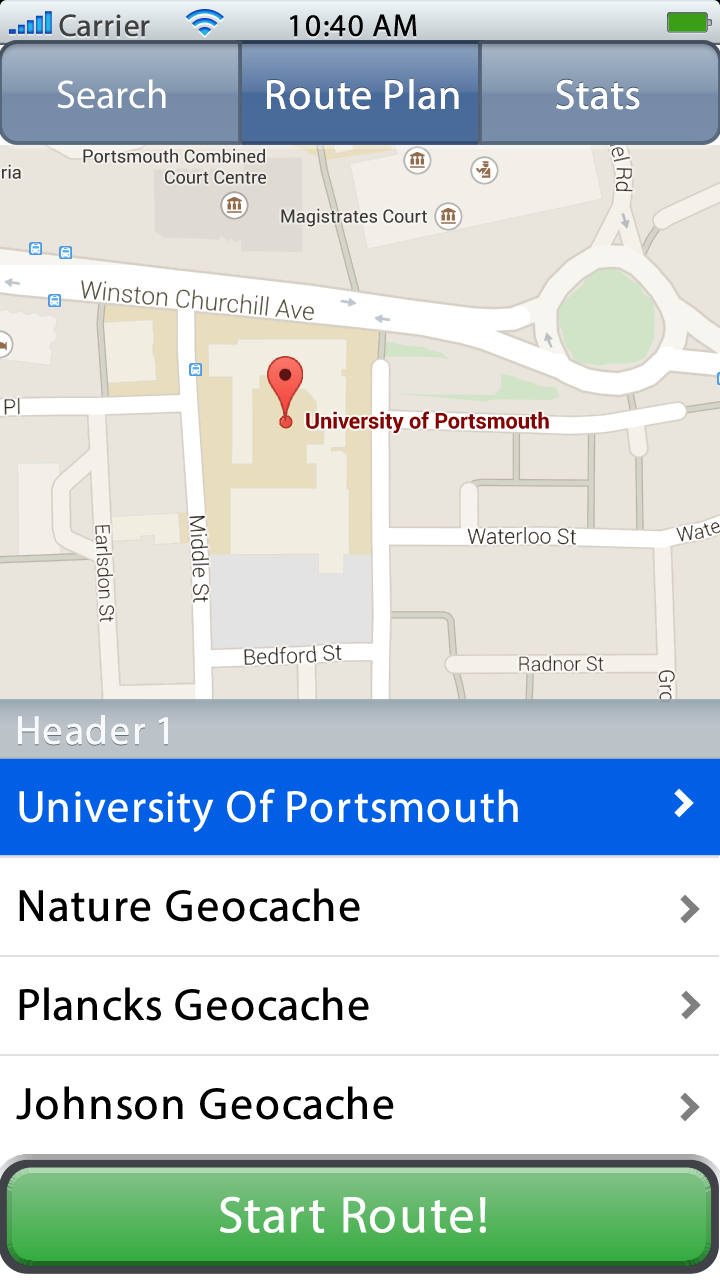 Carrier
10:40 AM
Search
Route Plan
Stats
Portsmouth Combined
Court Centre
ria
el Rd
Magistrates Court
Winston Churchill Ave
Pl
University of Portsmouth
Waterloo St
Wate
Earlsdon St
Middle St
Bedford St
Radnor St
Gro
Header 1
University Of Portsmouth
Nature Geocache
Plancks Geocache
Johnson Geocache
Start Route!